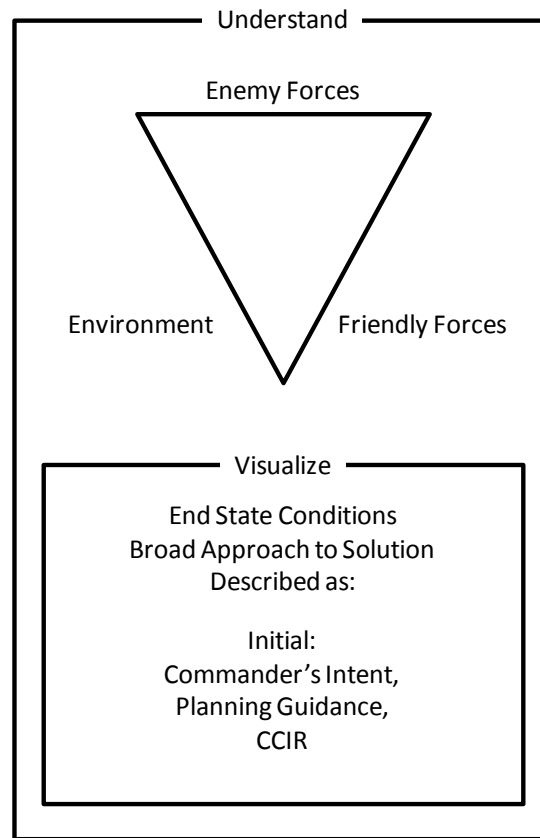 Understand
Enemy Forces
Environment
Friendly Forces
Visualize
End State Conditions
Broad Approach to Solution
Described as:
Initial:
Commander's Intent,
Planning Guidance,
CCIR